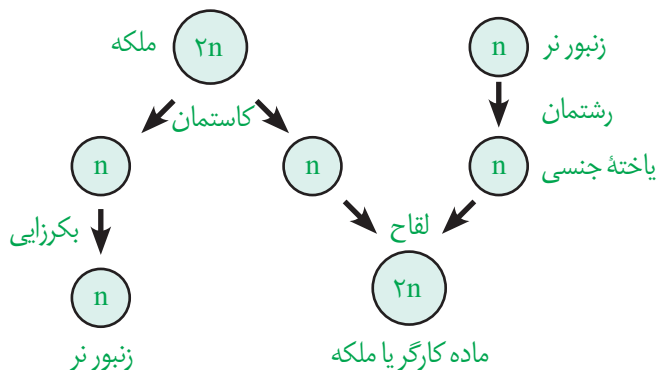 زنبور نر
n
ملکه
۲n
رشتمان
کاستمان
یاختهٔ جنسی
n
n
n
لقاح
بکرزایی
۲n
n
ماده کارگر یا ملکه
زنبور نر